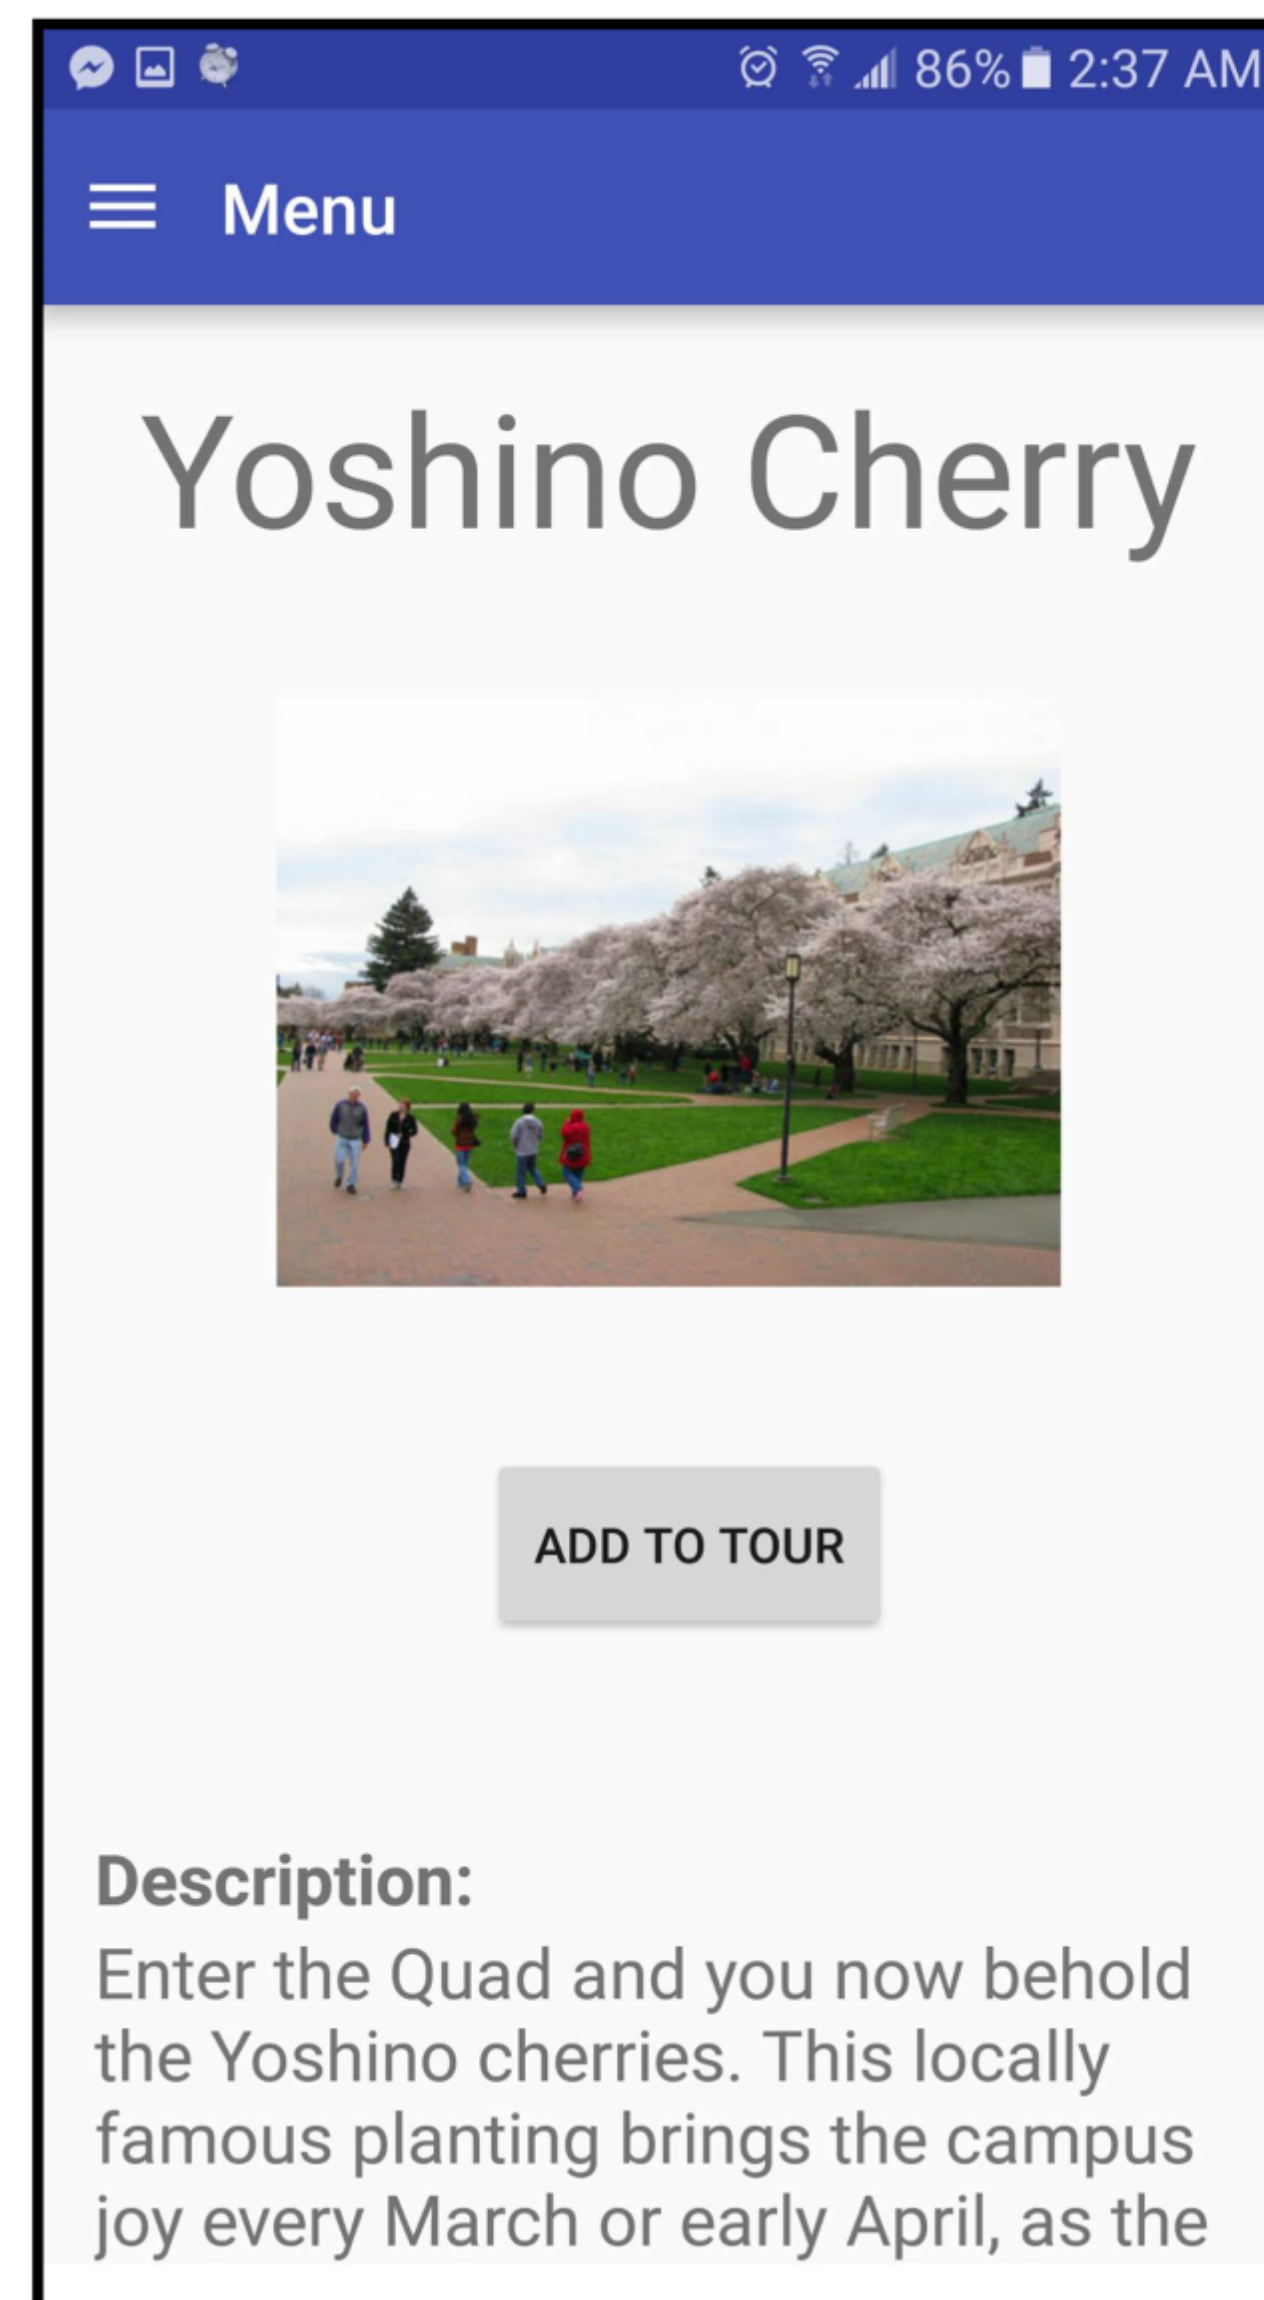 86% 2:37 AM
Menu
Yoshino Cherry
ADD TO TOUR
Description:
Enter the Quad and you now behold
the Yoshino cherries. This locally
famous planting brings the campus
joy every March or early April, as the